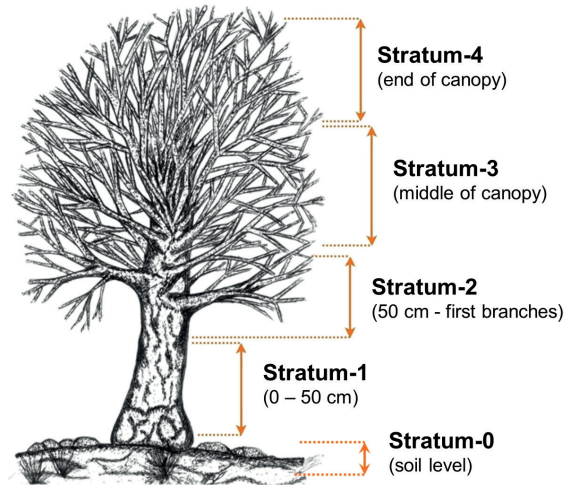 Stratum-4
(end of canopy)
Stratum-3
(middle of canopy)
Stratum-2
(50 cm - first branches)
Stratum-1
(0 – 50 cm)
Stratum-0
(soil level)